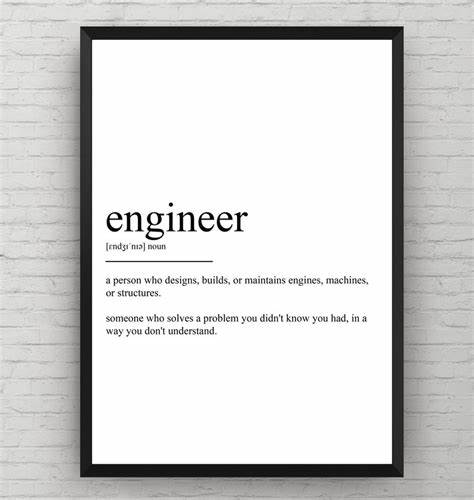 engineer
[ɛndʒɪˈnɪə] noun
a person who designs, builds, or maintains engines, machines,
or structures.
someone who solves a problem you didn't know you had, in a
way you don't understand.